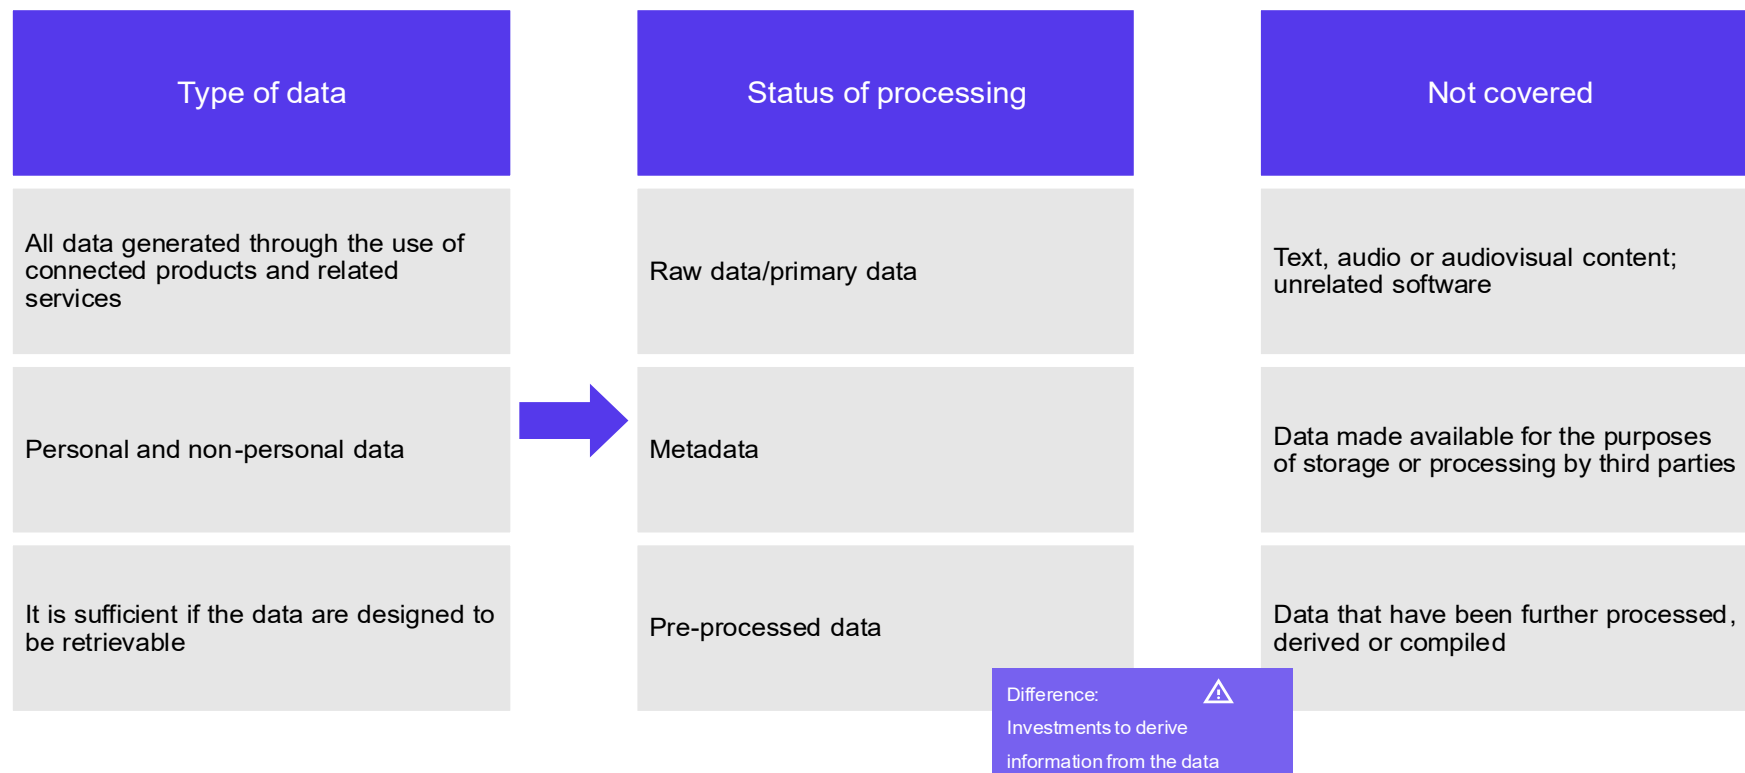 Type of data
All data generated through the use of
connected products and related
services
Personal and non-personal data
It is sufficient if the data are designed to
be retrievable
Status of processing
Raw data/primary data
Metadata
Pre-processed data
Not covered
Text, audio or audiovisual content;
unrelated software
Data made available for the purposes
of storage or processing by third parties
Data that have been further processed,
derived or compiled
Difference:
Investments to derive
information from the data